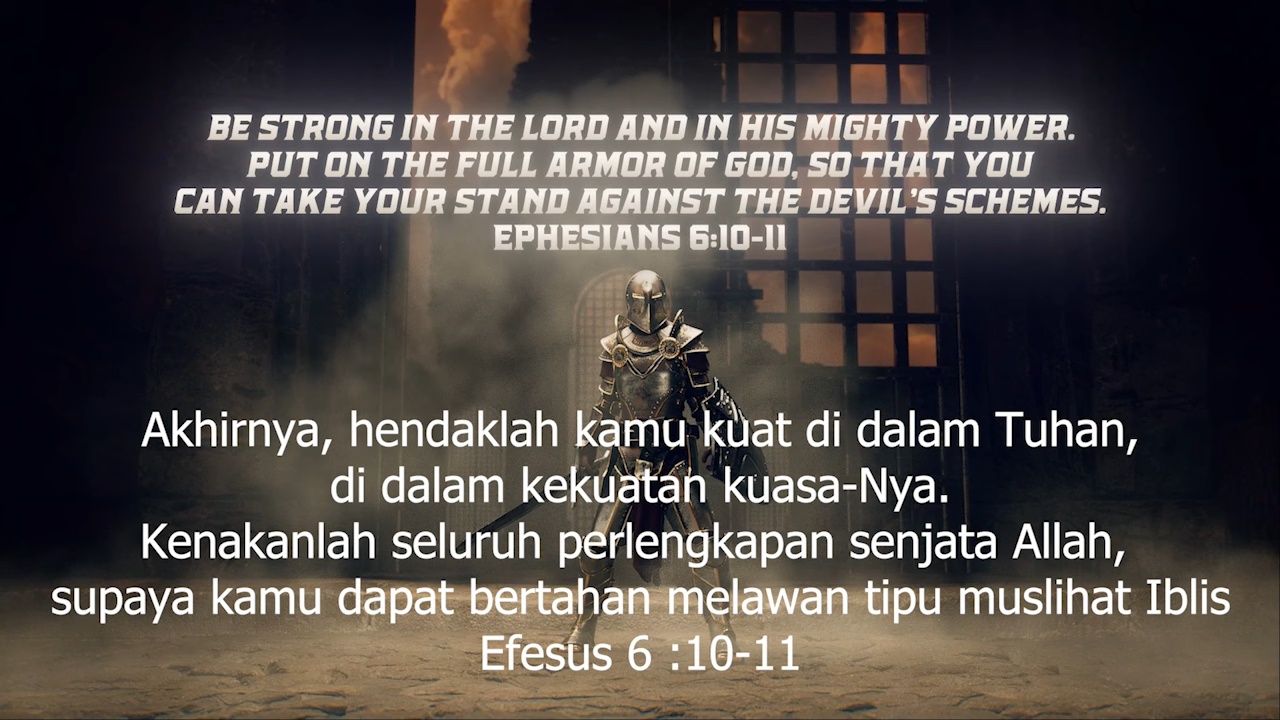 BE STRONG IN THE LORD AND IN HIS MIGHTY POWER.
PUT ON THE FULL ARMOR OF GOD, SO THAT YOU
CAN TAKE YOUR STAND AGAINST THE DEVIL'S SCHEMES.
EPHESIANS 6:10-11
Akhirnya, hendaklah kamu kuat di dalam Tuhan,
di dalam kekuatan kuasa-Nya.
Kenakanlah seluruh perlengkapan senjata Allah,
supaya kamu dapat bertahan melawan tipu muslihat Iblis
Efesus 6 :10-11